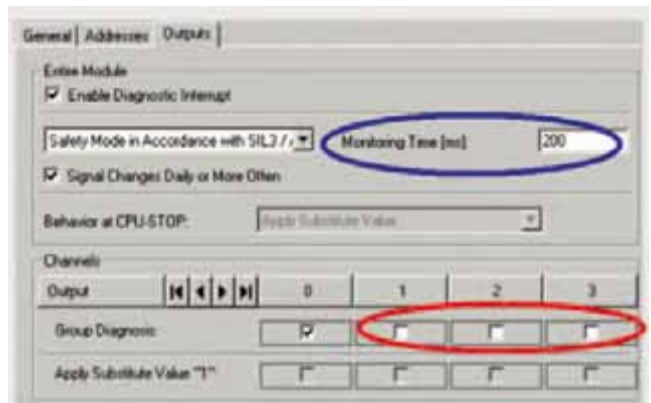 General Addresses Outputs
Entire Module
Enable Diagnostic Interrupt
Safety Mode in Accordance with SIL3 / Monitoring Time [ms] 200
Signal Changes Daily or More Often
Behavior at CPU-STOP: Apply Substitute Value
Channels
Output 0 1 2 3
Group Diagnosis
Apply Substitute Value "1"